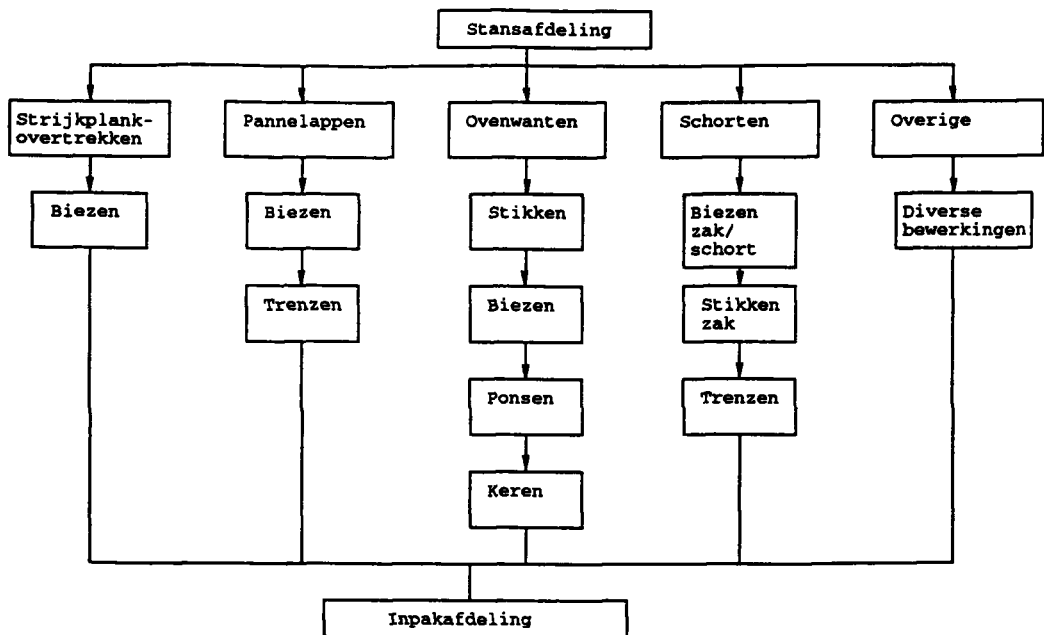 Stansafdeling
Strijkplank-
overtrekken
Pannelappen
Ovenwanten
Schorten
Overige
Biezen
Biezen
Stikken
Biezen
zak/
schort
Diverse
bewerkingen
Trenzen
Biezen
Stikken
zak
Ponsen
Trenzen
Keren
Inpakafdeling